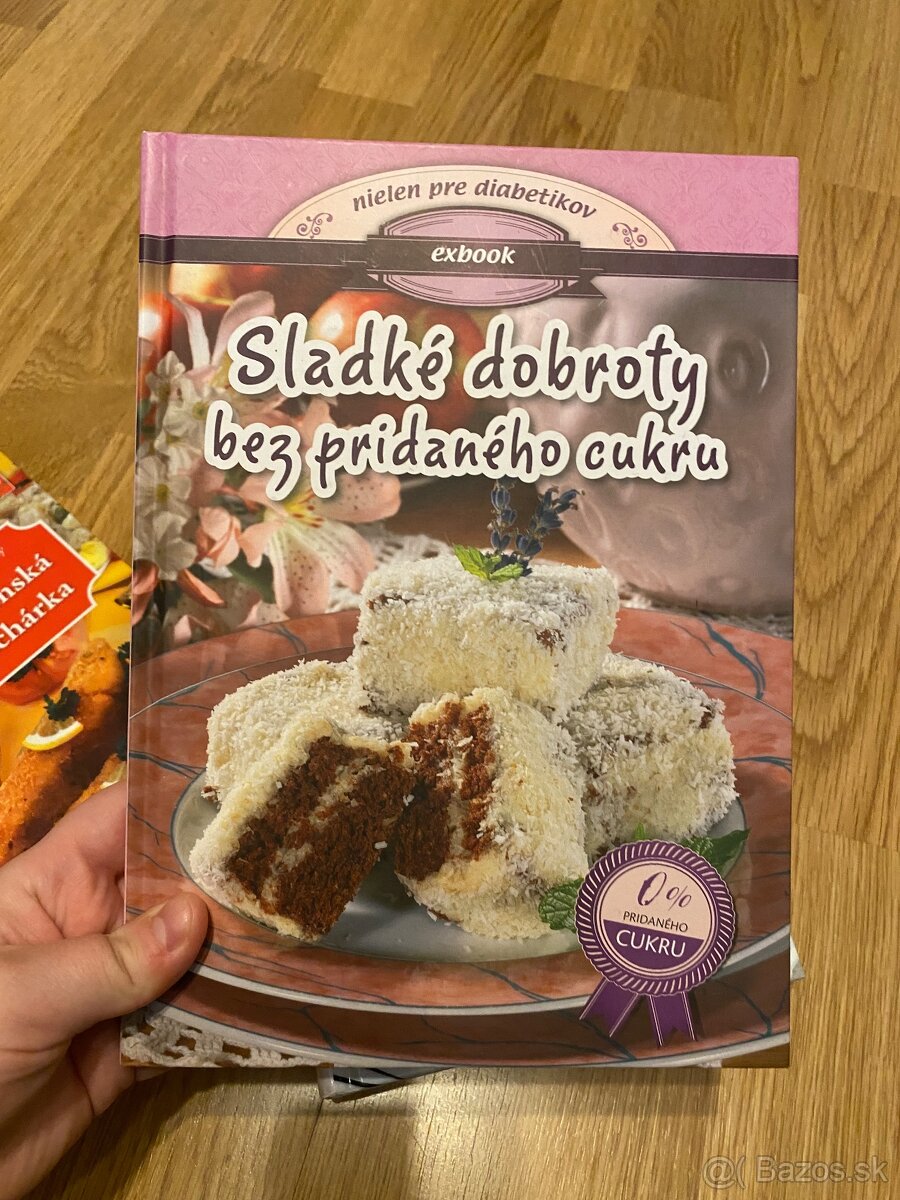 nielen pre diabetikov
exbook
Sladké dobroty
bez pridaného cukru
0%
PRIDANÉHO
CUKRU
nská
chárka
@( Bazos.sk